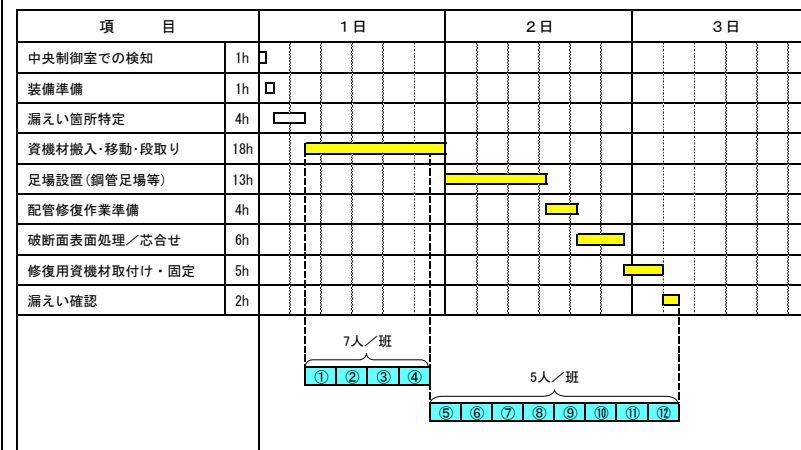 項 目 1日 2日 3日
中央制御室での検知 1h
装備準備 1h
漏えい箇所特定 4h
資機材搬入・移動・段取り 18h
足場設置(鋼管足場等) 13h
配管修復作業準備 4h
破断面表面処理／芯合せ 6h
修復用資機材取付け・固定 5h
漏えい確認 2h
7人／班
① ② ③ ④
5人／班
⑤ ⑥ ⑦ ⑧ ⑨ ⑩ ⑪ ⑫